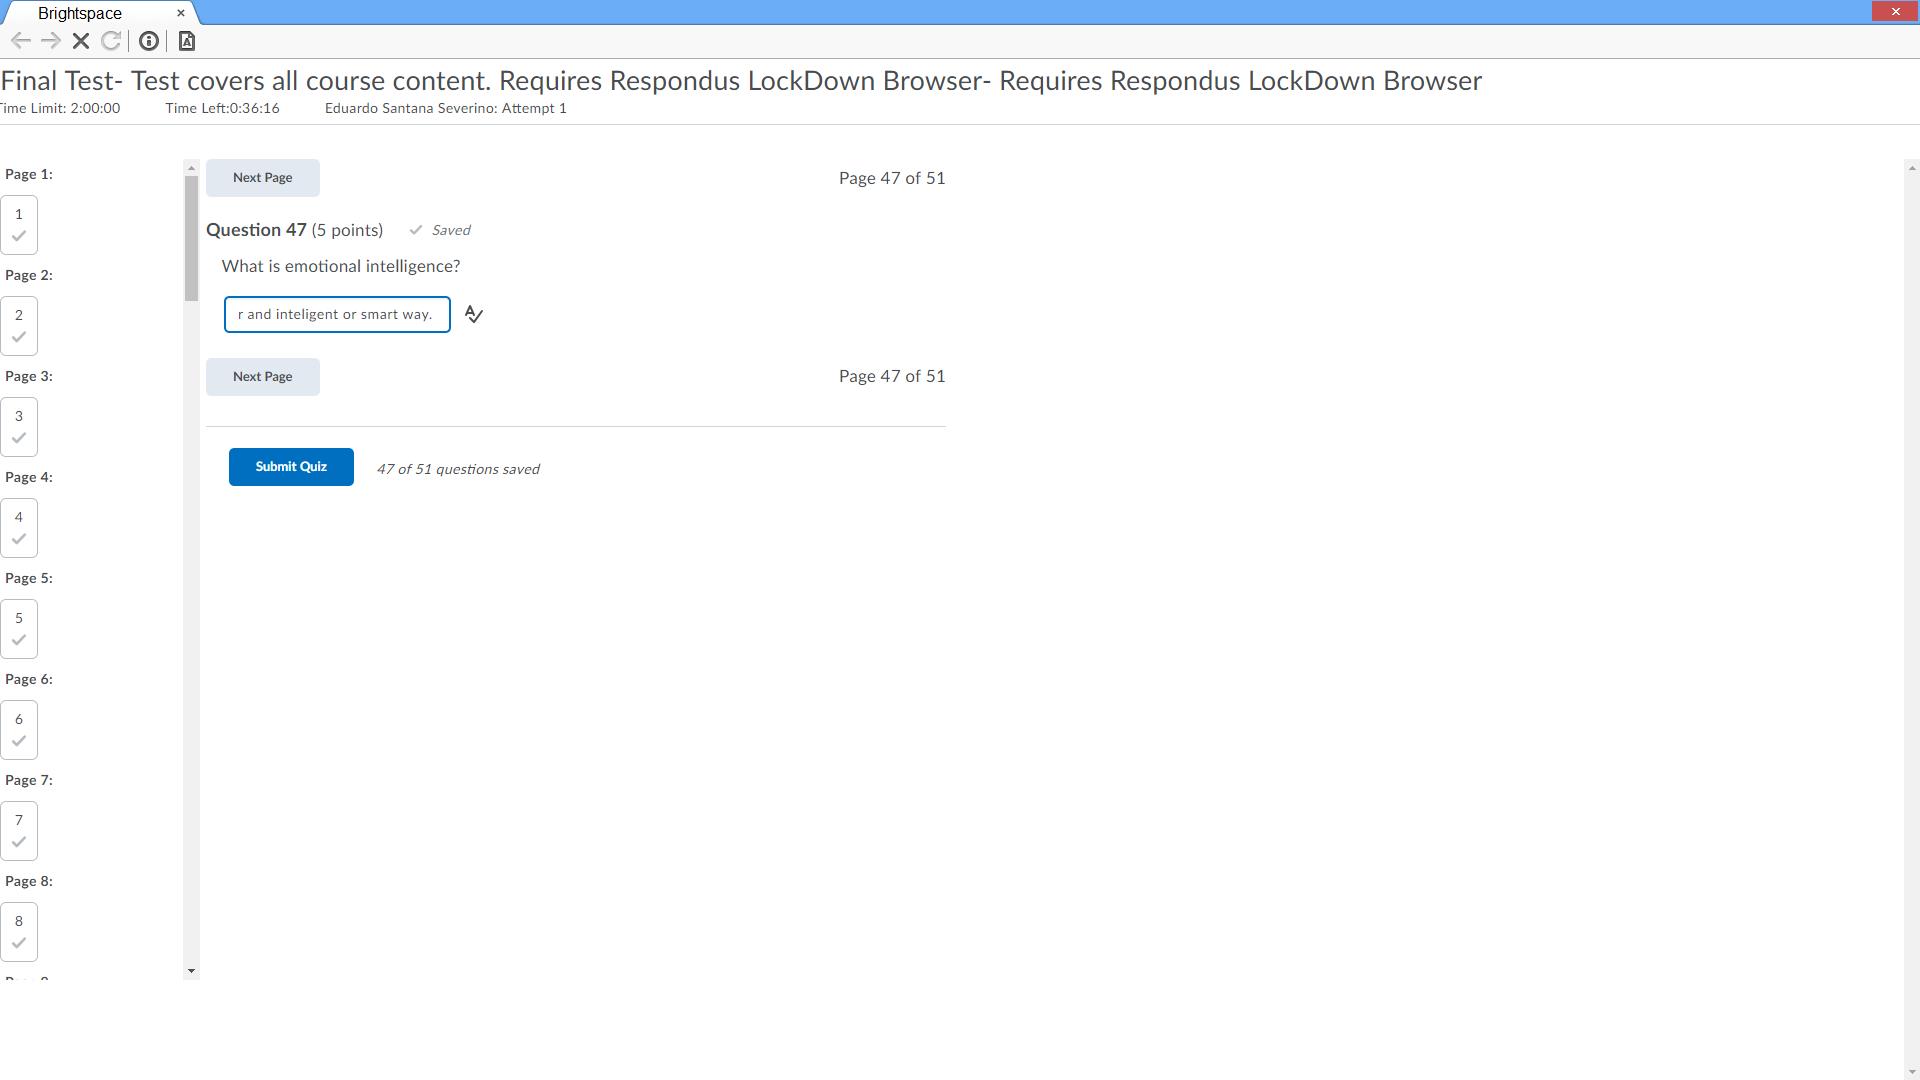 Brightspace
Final Test- Test covers all course content. Requires Respondus LockDown Browser- Requires Respondus LockDown Browser
Time Limit: 2:00:00 Time Left:0:36:16 Eduardo Santana Severino: Attempt 1
Page 1:
1
Page 2:
2
Page 3:
3
Page 4:
4
Page 5:
5
Page 6:
6
Page 7:
7
Page 8:
8
Next Page Page 47 of 51
Question 47 (5 points) Saved
What is emotional intelligence?
r and inteligent or smart way.
Next Page Page 47 of 51
Submit Quiz 47 of 51 questions saved